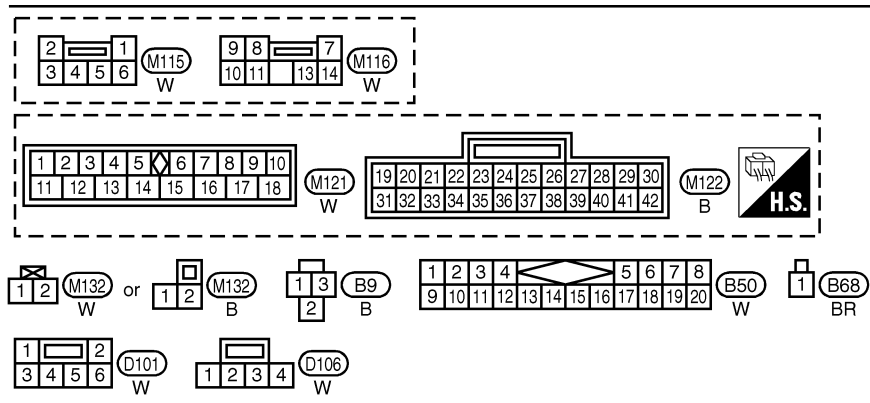 2 1 9 8 7
3 4 5 6 M115 10 11 13 14 M116
W W
1 2 3 4 5 6 7 8 9 10 19 20 21 22 23 24 25 26 27 28 29 30
11 12 13 14 15 16 17 18 M121 31 32 33 34 35 36 37 38 39 40 41 42 M122 H.S.
W B
1 2 M132 or 1 2 M132 1 3 B9 1 2 3 4 5 6 7 8 B50 1 B68
W B 2 B 9 10 11 12 13 14 15 16 17 18 19 20 W BR
1 2 D101 D106
3 4 5 6 W 1 2 3 4 W